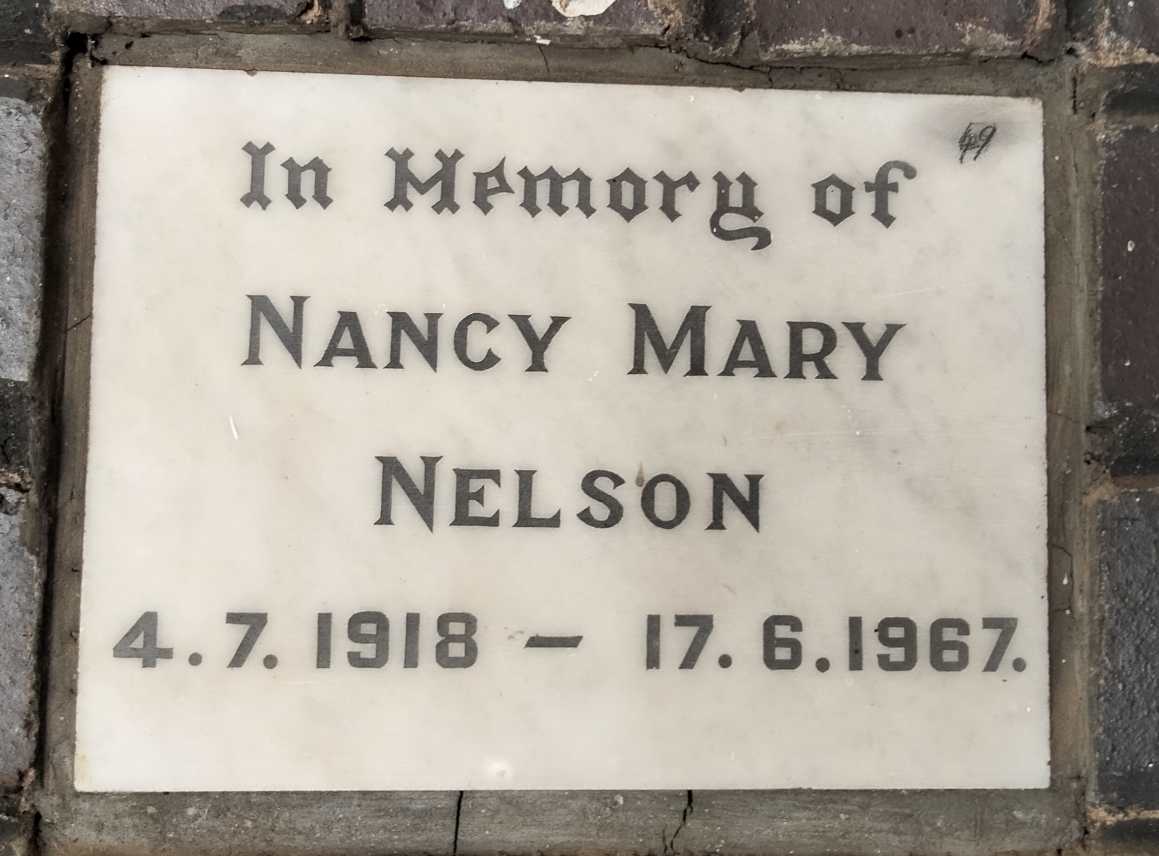 In Memory of
NANCY MARY
NELSON
4.7.1918 – 17.6.1967.